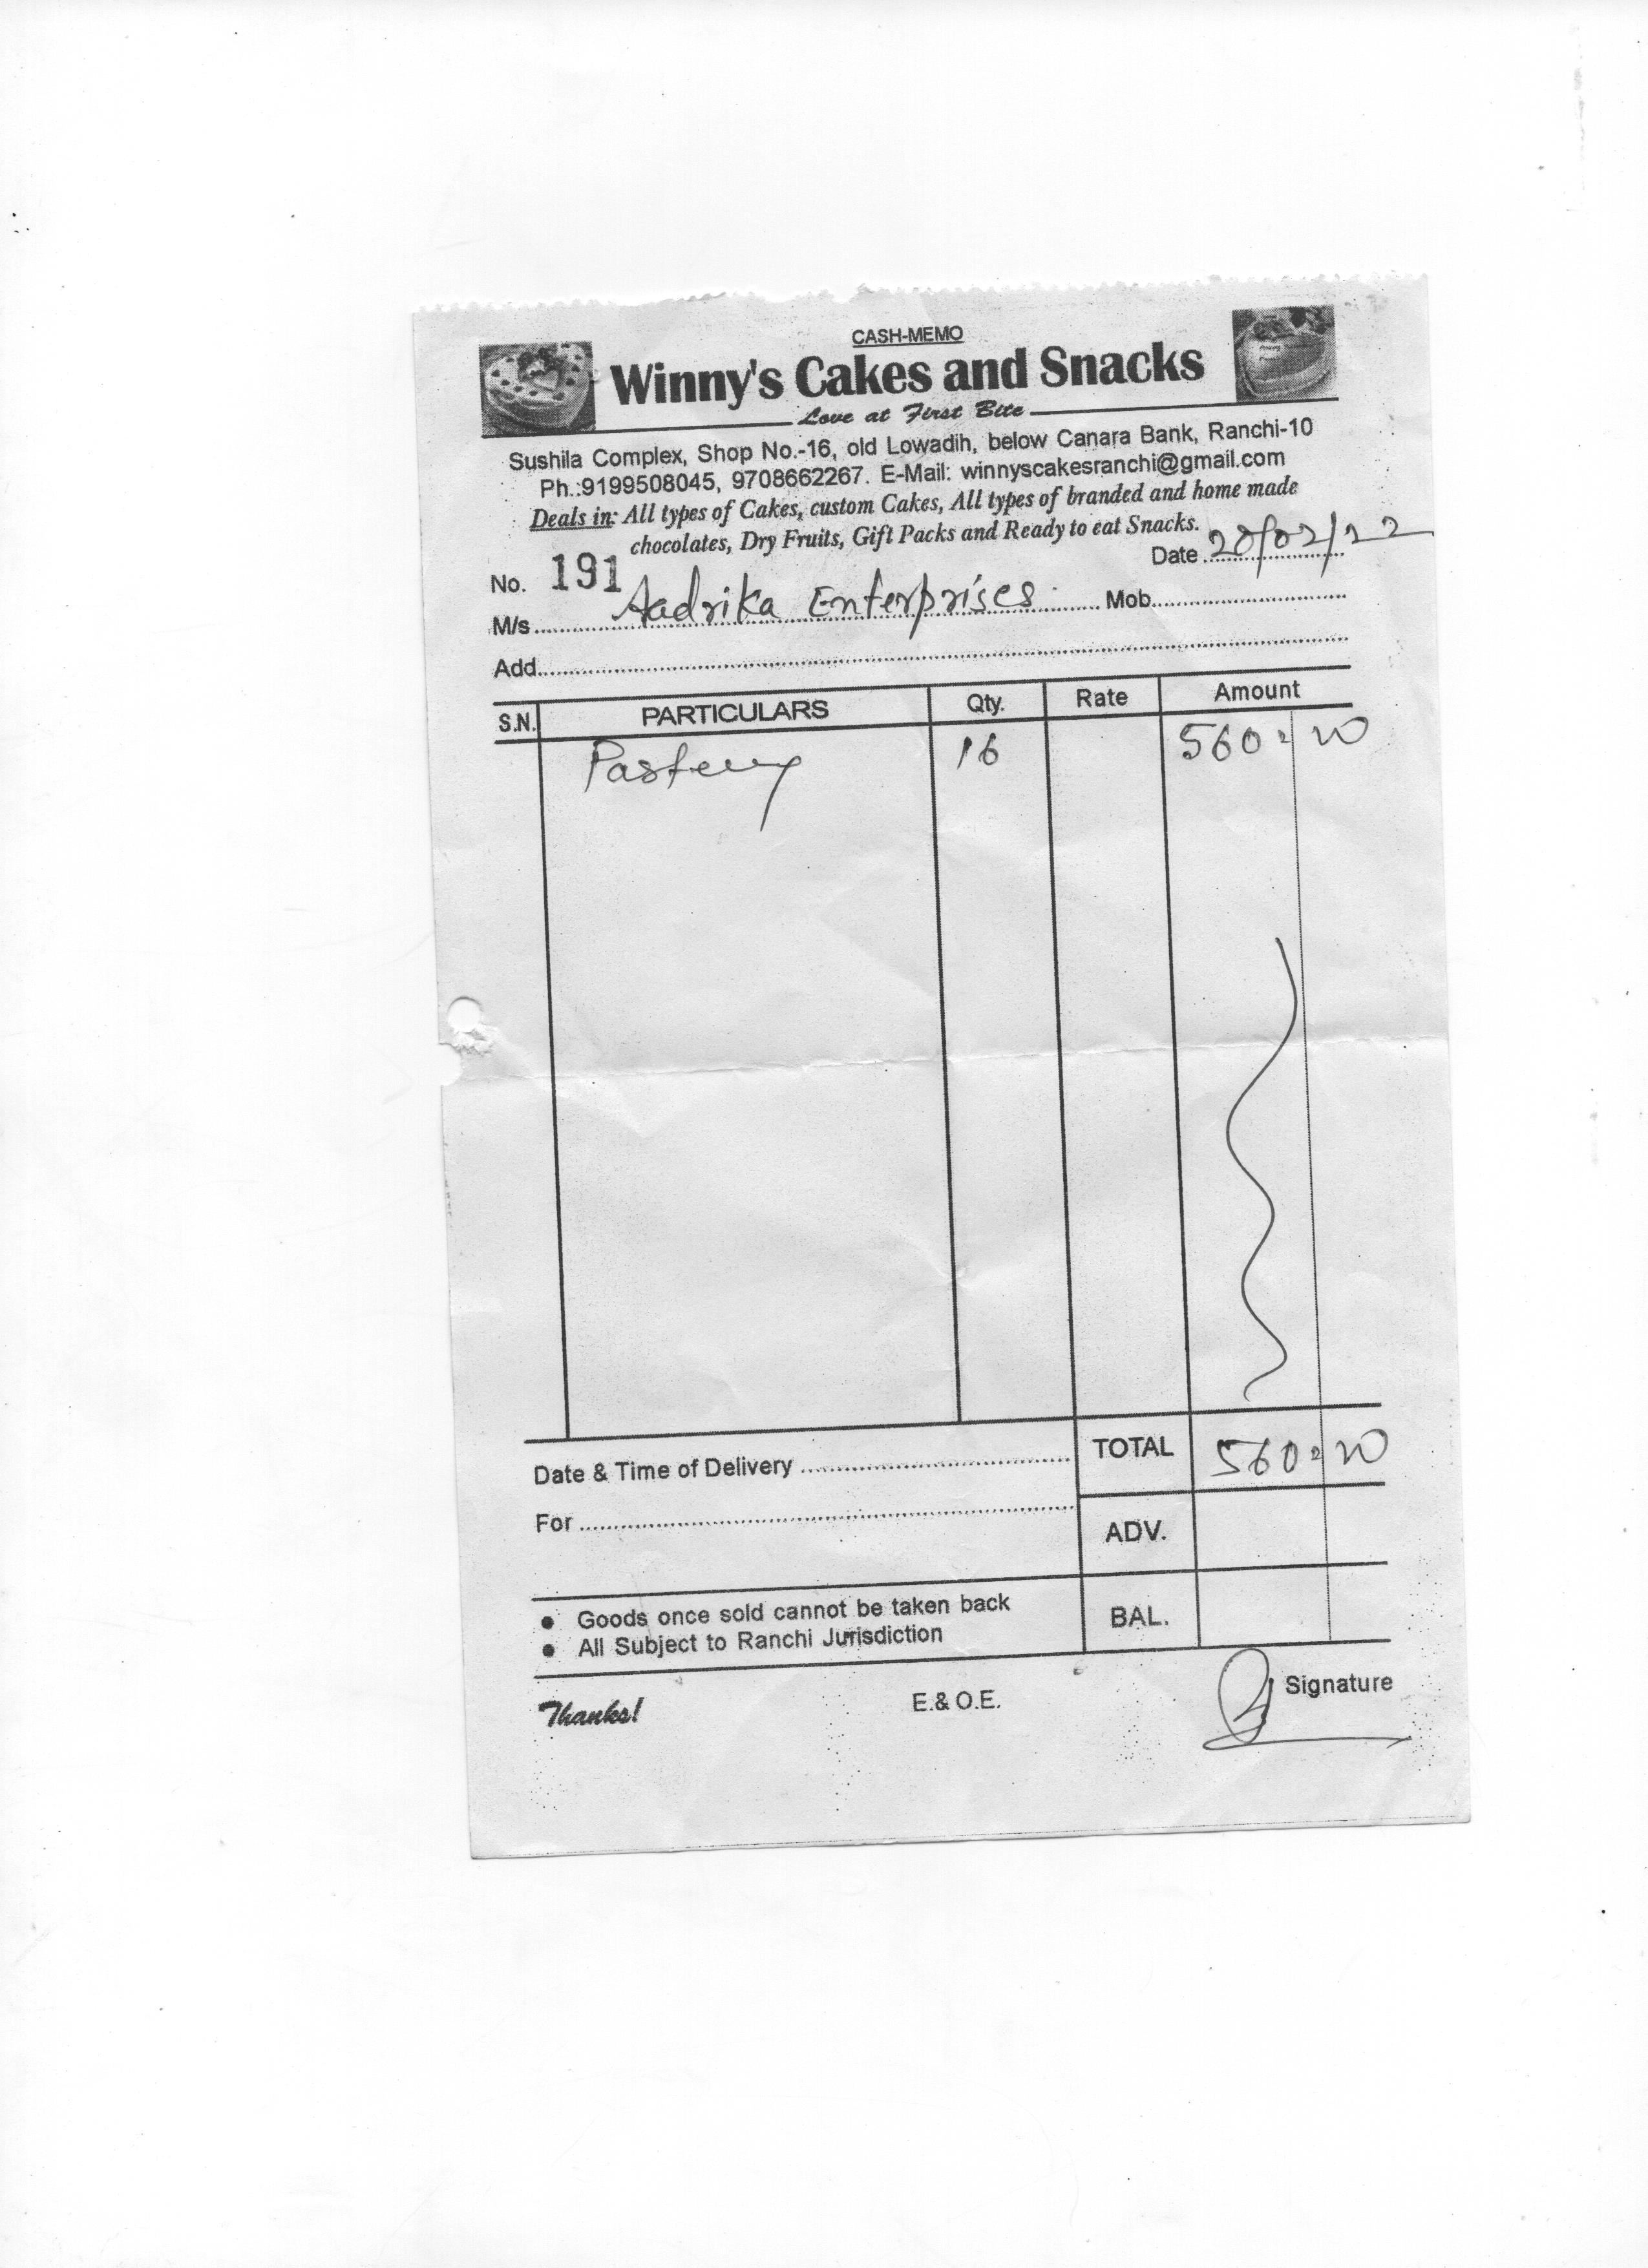 CASH-MEMO
Winny's Cakes and Snacks
Love at First Bite
Sushila Complex, Shop No.-16, old Lowadih, below Canara Bank, Ranchi-10
Ph.:9199508045, 9708662267. E-Mail: winnyscakesranchi@gmail.com
Deals in: All types of Cakes, custom Cakes, All types of branded and home made
chocolates, Dry Fruits, Gift Packs and Ready to eat Snacks.
No. 191 Date 20/02/22
M/s Aadrika Enterprises Mob.
Add.
S.N. PARTICULARS Qty. Rate Amount
16 560
Date & Time of Delivery TOTAL 560
For
ADV.
Goods once sold cannot be taken back
All Subject to Ranchi Jurisdiction
BAL.
Thanks! E.& O.E. Signature